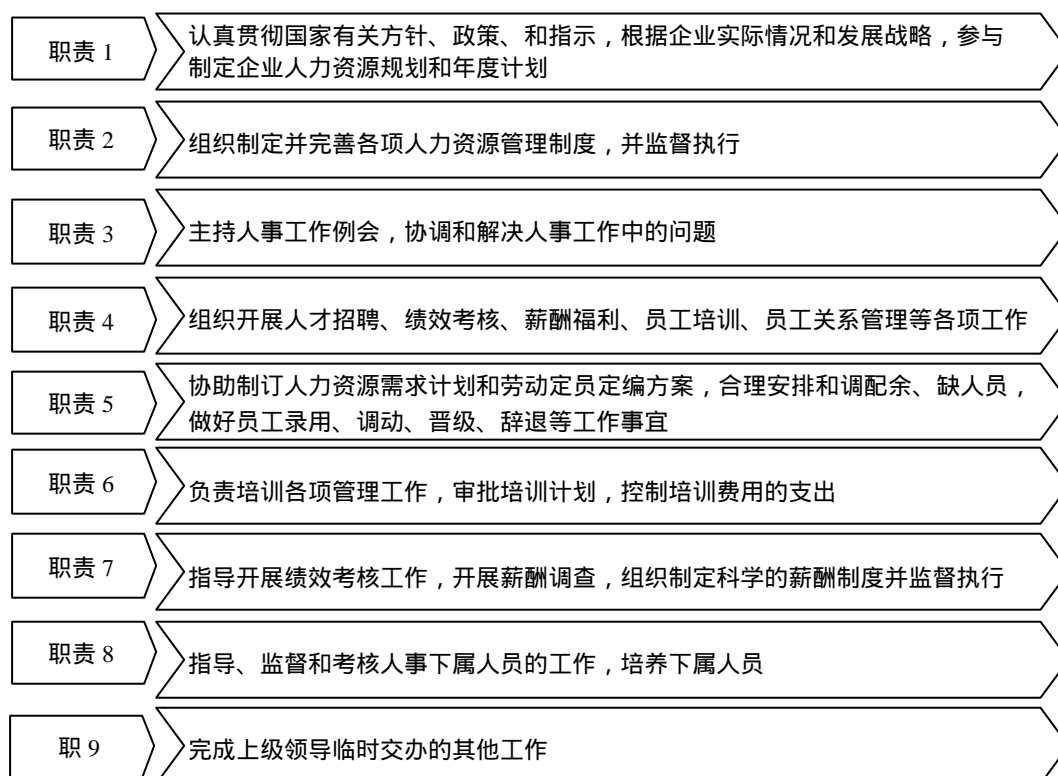 职责 1
认真贯彻国家有关方针、政策、和指示，根据企业实际情况和发展战略，参与
制定企业人力资源规划和年度计划
职责 2
组织制定并完善各项人力资源管理制度，并监督执行
职责 3
主持人事工作例会，协调和解决人事工作中的问题
职责 4
组织开展人才招聘、绩效考核、薪酬福利、员工培训、员工关系管理等各项工作
职责 5
协助制订人力资源需求计划和劳动定员定编方案，合理安排和调配余、缺人员，
做好员工录用、调动、晋级、辞退等工作事宜
职责 6
负责培训各项管理工作，审批培训计划，控制培训费用的支出
职责 7
指导开展绩效考核工作，开展薪酬调查，组织制定科学的薪酬制度并监督执行
职责 8
指导、监督和考核人事下属人员的工作，培养下属人员
职 9
完成上级领导临时交办的其他工作